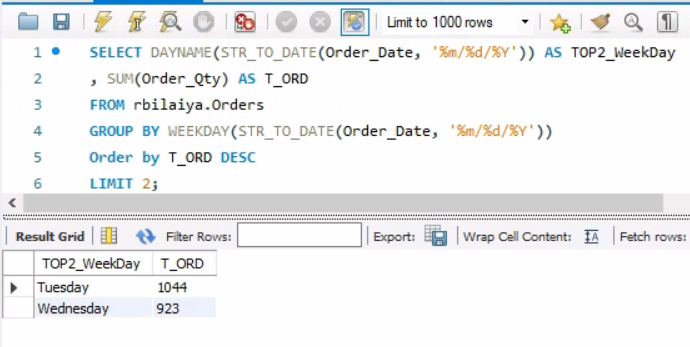 Limit to 1000 rows
1 SELECT DAYNAME(STR_TO_DATE(Order_Date, '%m/%d/%Y')) AS TOP2_WeekDay
2 , SUM(Order_Qty) AS T_ORD
3 FROM rbilaiya.Orders
4 GROUP BY WEEKDAY(STR_TO_DATE(Order_Date, '%m/%d/%Y'))
5 Order by T_ORD DESC
6 LIMIT 2;
Result Grid Filter Rows: Export: Wrap Cell Content: Fetch rows:
TOP2_WeekDay T_ORD
Tuesday 1044
Wednesday 923